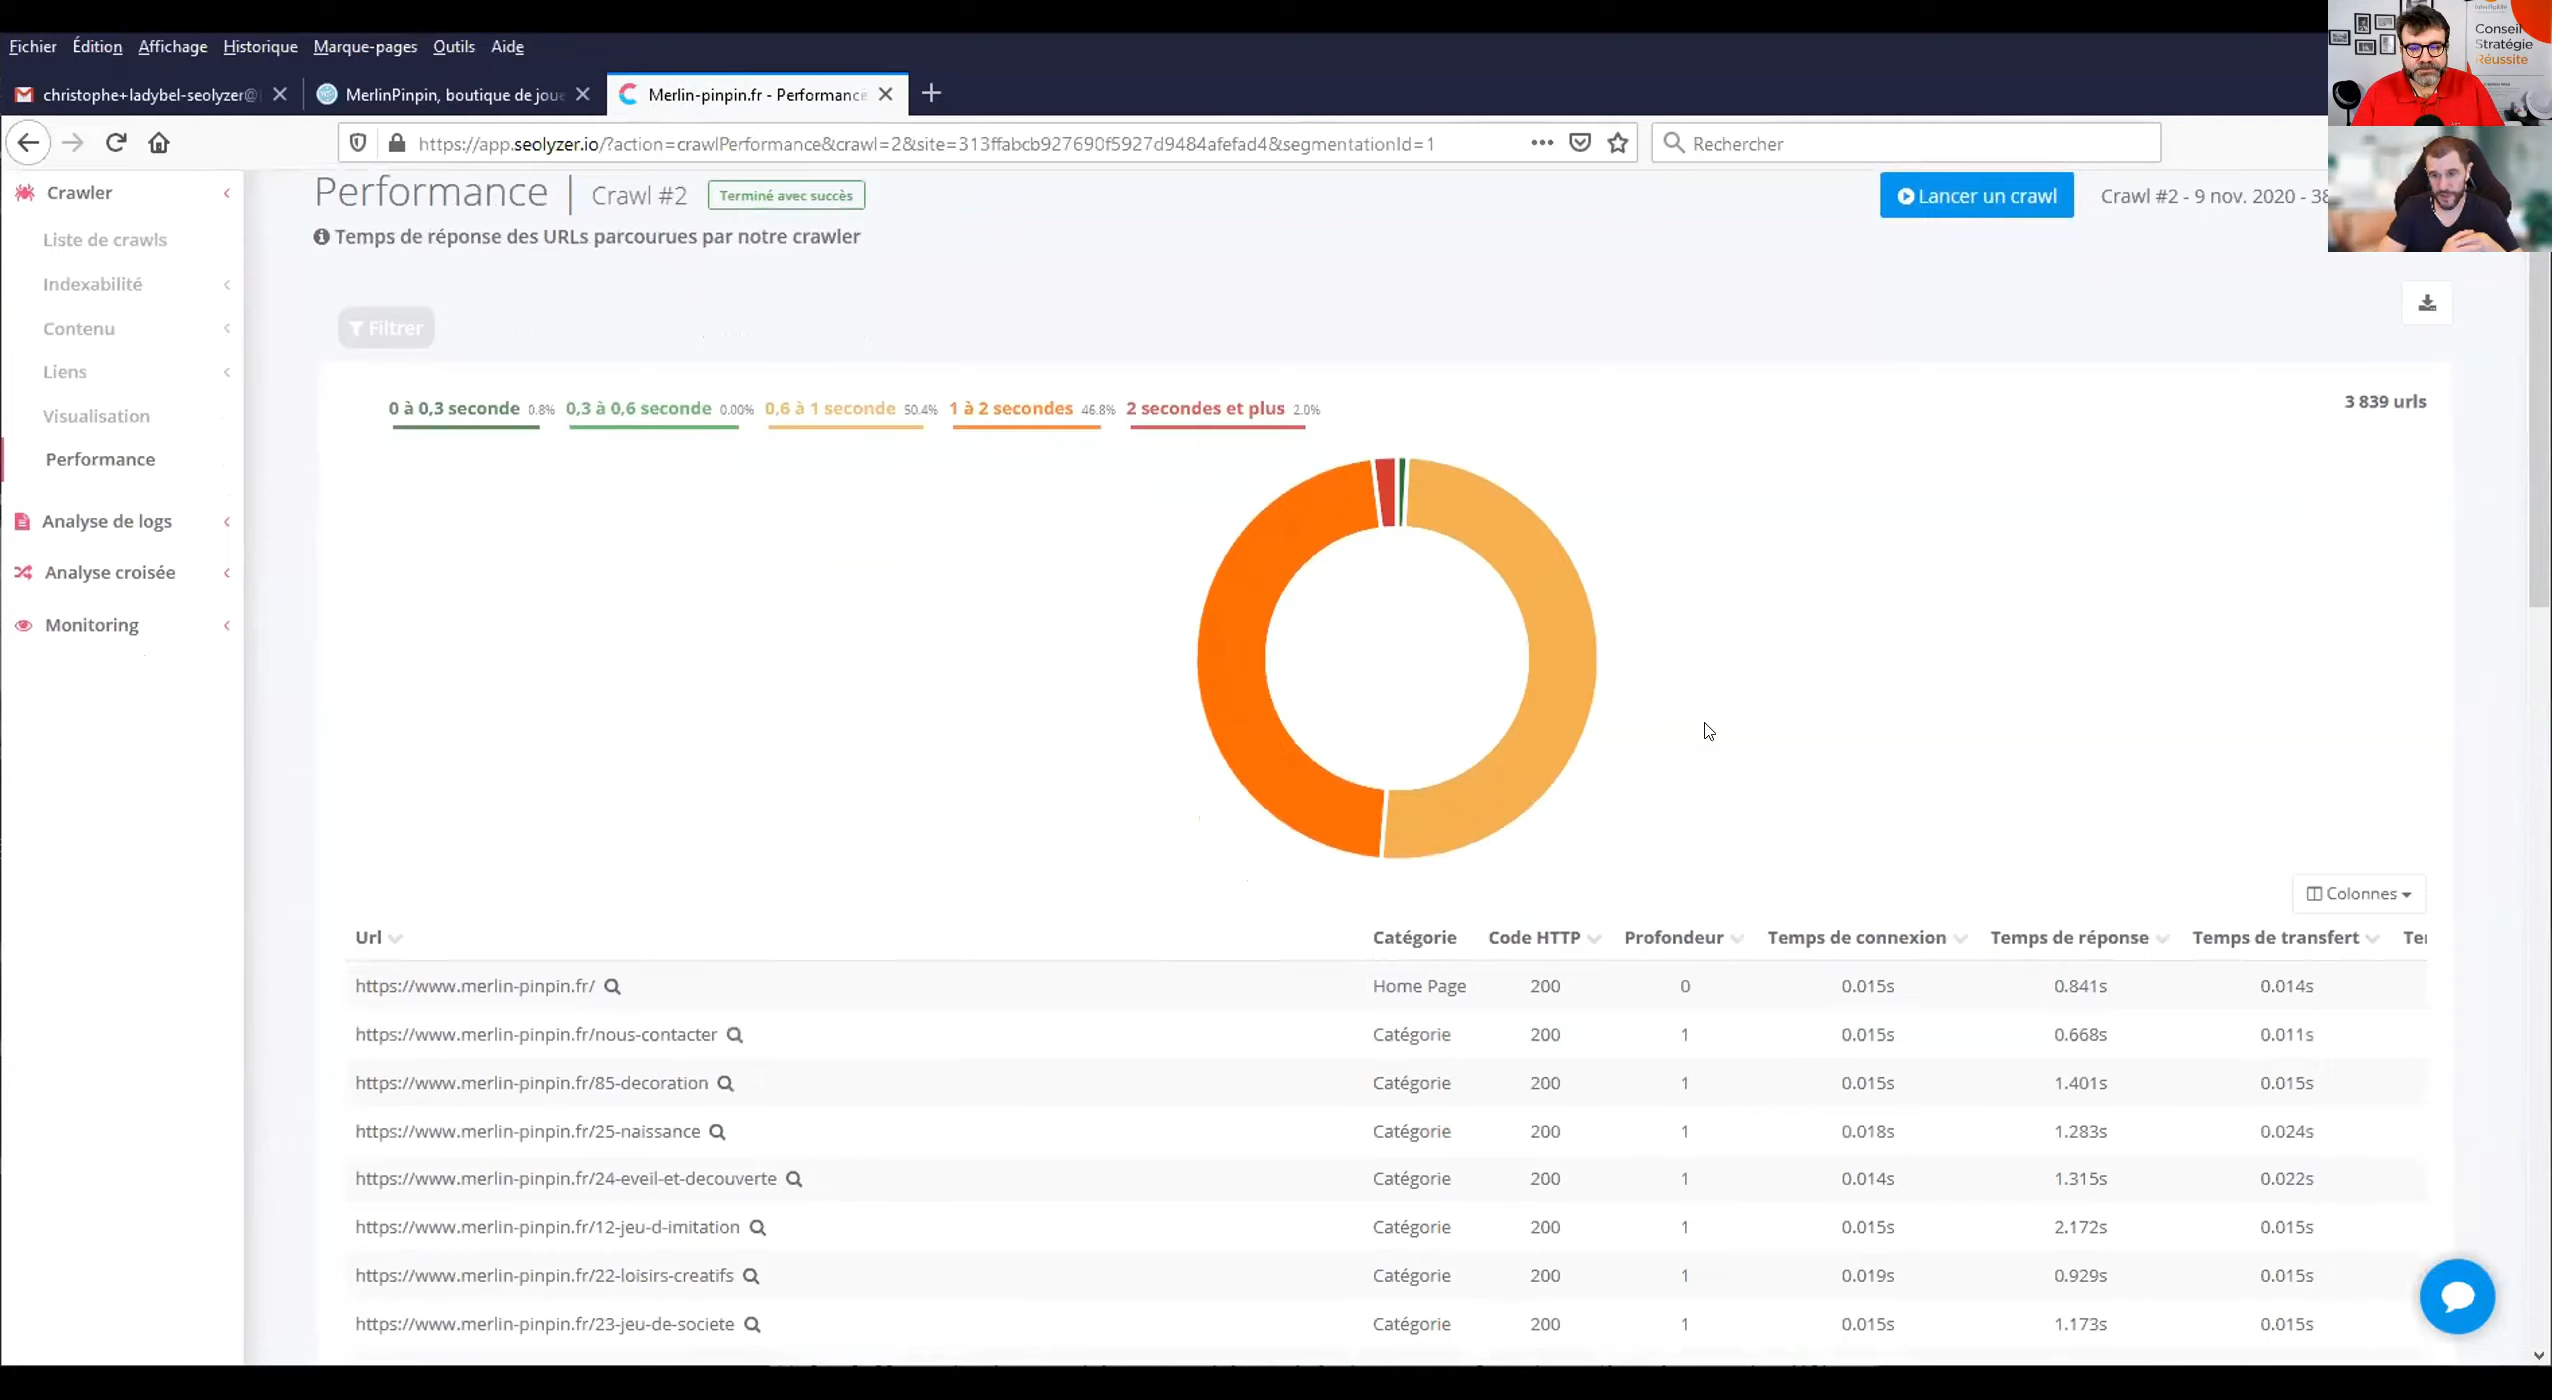 Fichier Édition Affichage Historique Marque-pages Outils Aide
christophe+ladybel-seolyzer@
MerlinPinpin, boutique de joue
Merlin-pinpin.fr - Performance
https://app.seolyzer.io/?action=crawlPerformance&crawl=2&site=313ffabcb927690f5927d9484afefad4&segmentationId=1
Rechercher
Conseil
Stratégie
Réussite
Crawler
Liste de crawls
Indexabilité
Contenu
Liens
Visualisation
Performance
Analyse de logs
Analyse croisée
Monitoring
Performance | Crawl #2 Terminé avec succès
Lancer un crawl
Crawl #2 - 9 nov. 2020 - 38
Temps de réponse des URLs parcourues par notre crawler
Filtrer
0 à 0,3 seconde 0.8% 0,3 à 0,6 seconde 0.00% 0,6 à 1 seconde 50.4% 1 à 2 secondes 46.8% 2 secondes et plus 2.0%
3 839 urls
Colonnes
Url Catégorie Code HTTP Profondeur Temps de connexion Temps de réponse Temps de transfert Te
https://www.merlin-pinpin.fr/ Home Page 200 0 0.015s 0.841s 0.014s
https://www.merlin-pinpin.fr/nous-contacter Catégorie 200 1 0.015s 0.668s 0.011s
https://www.merlin-pinpin.fr/85-decoration Catégorie 200 1 0.015s 1.401s 0.015s
https://www.merlin-pinpin.fr/25-naissance Catégorie 200 1 0.018s 1.283s 0.024s
https://www.merlin-pinpin.fr/24-eveil-et-decouverte Catégorie 200 1 0.014s 1.315s 0.022s
https://www.merlin-pinpin.fr/12-jeu-d-imitation Catégorie 200 1 0.015s 2.172s 0.015s
https://www.merlin-pinpin.fr/22-loisirs-creatifs Catégorie 200 1 0.019s 0.929s 0.015s
https://www.merlin-pinpin.fr/23-jeu-de-societe Catégorie 200 1 0.015s 1.173s 0.015s